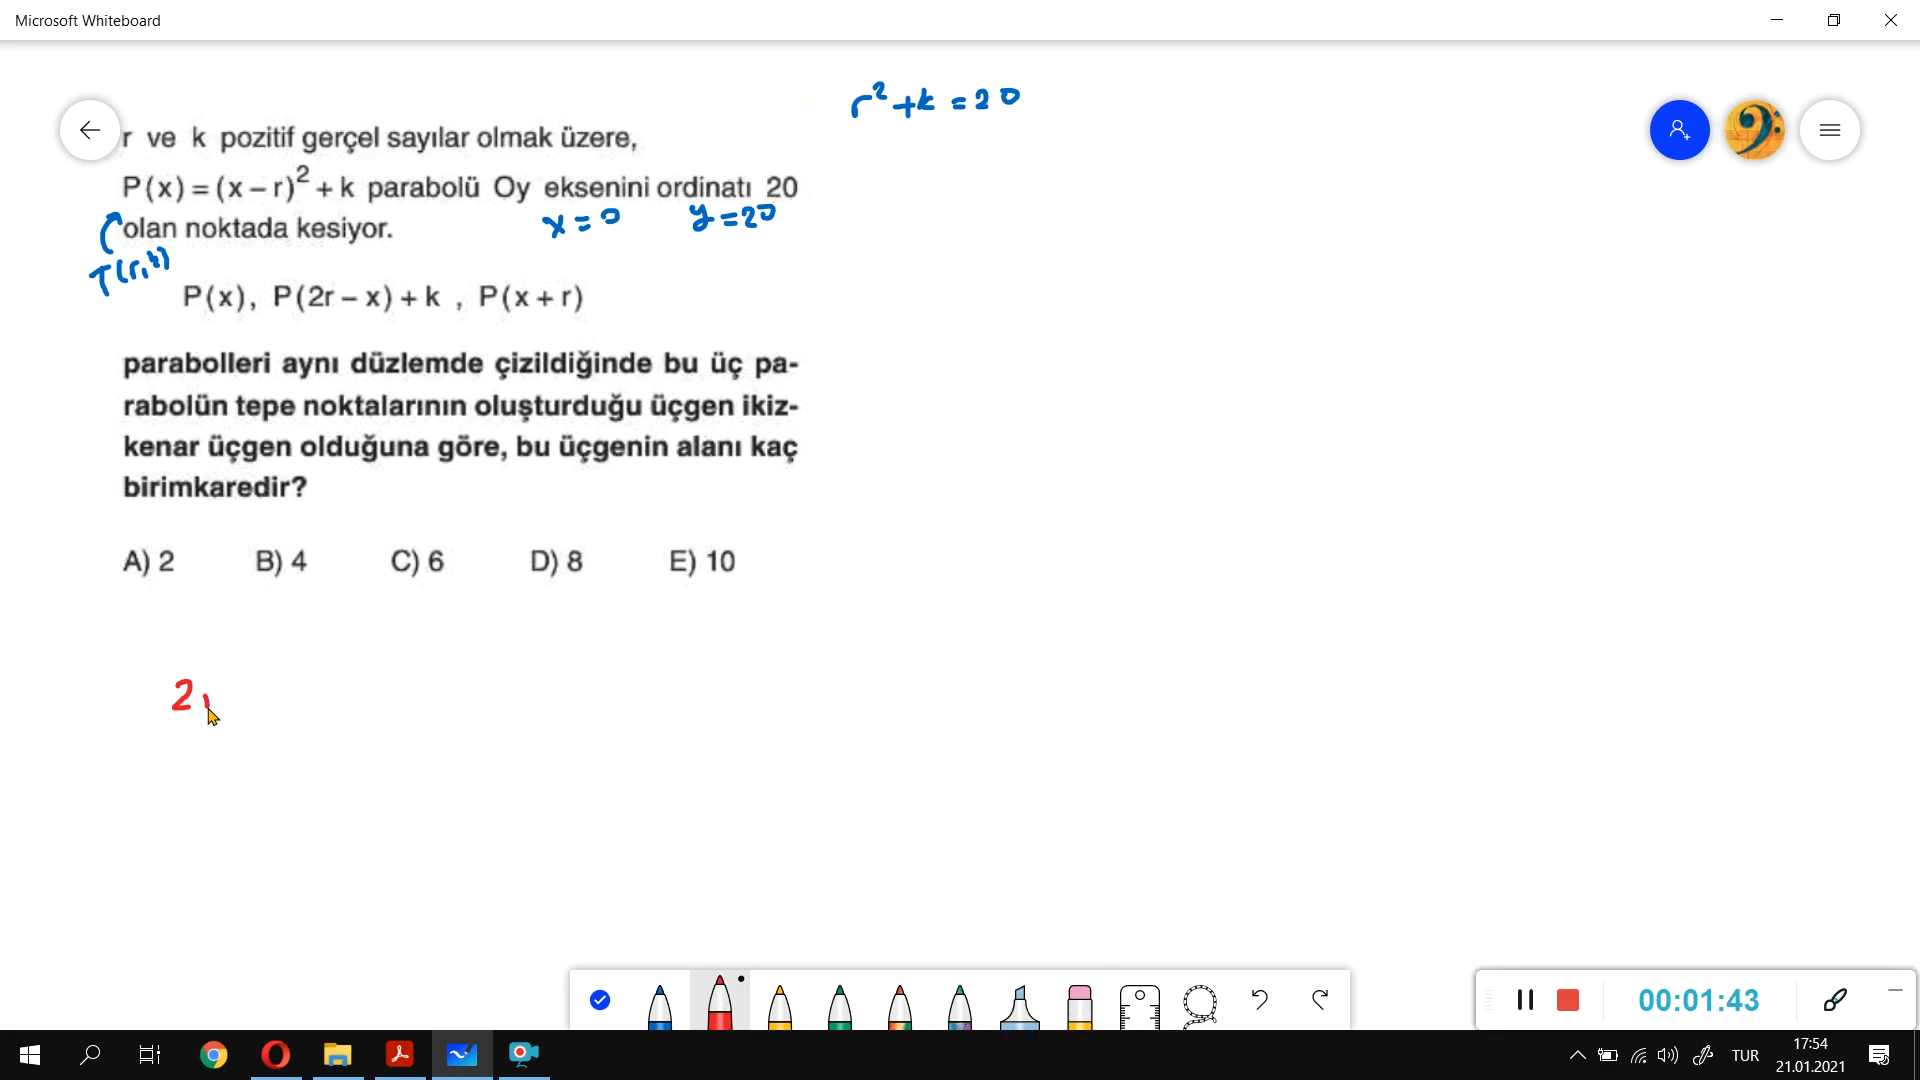 Microsoft Whiteboard
r² + k = 20
r ve k pozitif gerçel sayılar olmak üzere,
P(x) = (x – r)² + k parabolü Oy eksenini ordinatı 20
x = 0 y = 20
olan noktada kesiyor.
T(r,k)
P(x), P(2r – x) + k , P(x + r)
parabolleri aynı düzlemde çizildiğinde bu üç pa-
rabolün tepe noktalarının oluşturduğu üçgen ikiz-
kenar üçgen olduğuna göre, bu üçgenin alanı kaç
birimkaredir?
A) 2 B) 4 C) 6 D) 8 E) 10
2
00:01:43
TUR
17:54
21.01.2021